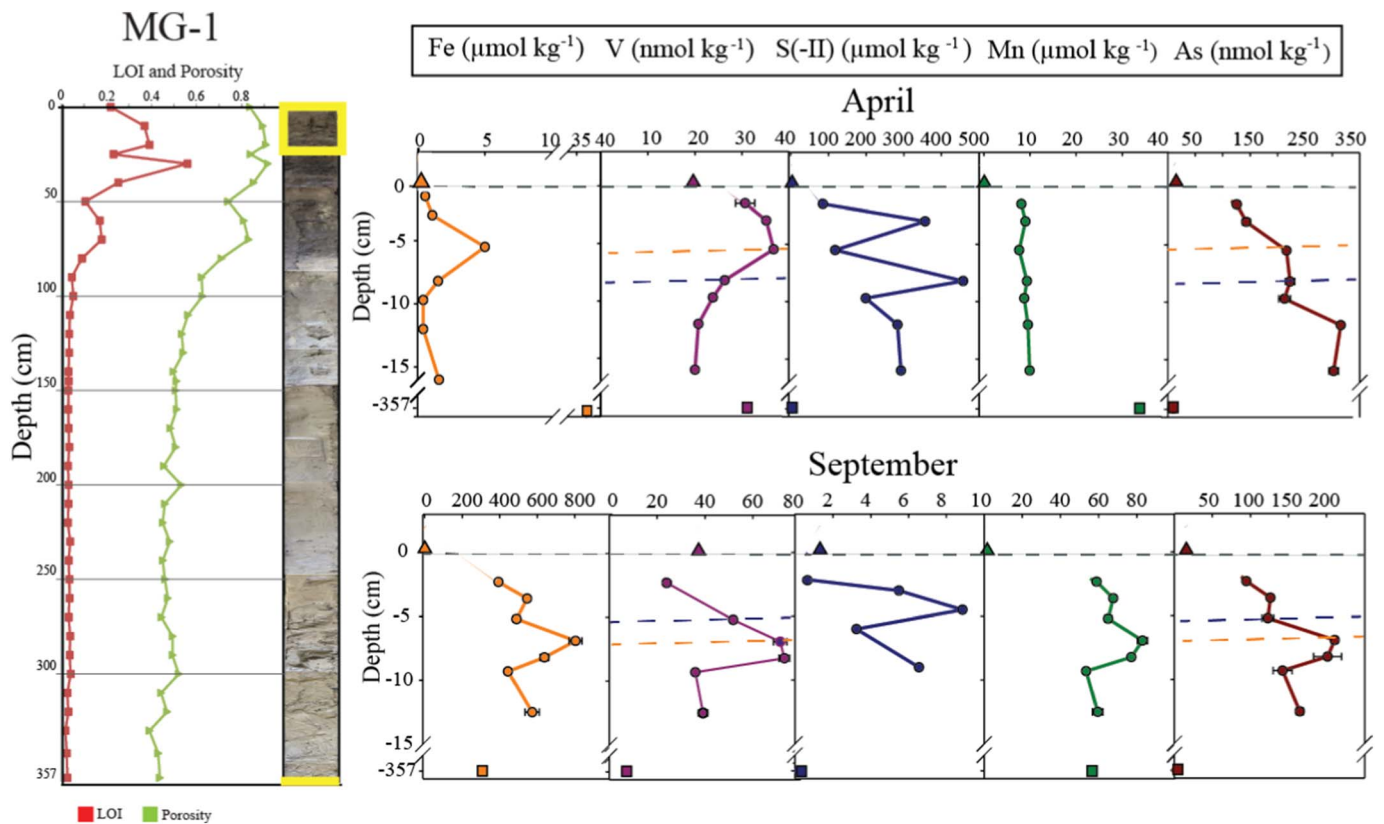 MG-1
LOI and Porosity
0 0.2 0.4 0.6 0.8
0
50
100
150
200
250
300
357
Depth (cm)
LOI Porosity
Fe (µmol kg-1) V (nmol kg-1) S(-II) (µmol kg-1) Mn (µmol kg-1) As (nmol kg-1)
April
0 5 10 35 40 10 20 30 40 100 200 300 400 500 10 20 30 40 50 150 250 350
0
-5
-10
-15
-357
Depth (cm)
September
0 200 400 600 800 0 20 40 60 80 2 4 6 8 10 20 40 60 80 50 100 150 200
0
-5
-10
-15
-357
Depth (cm)